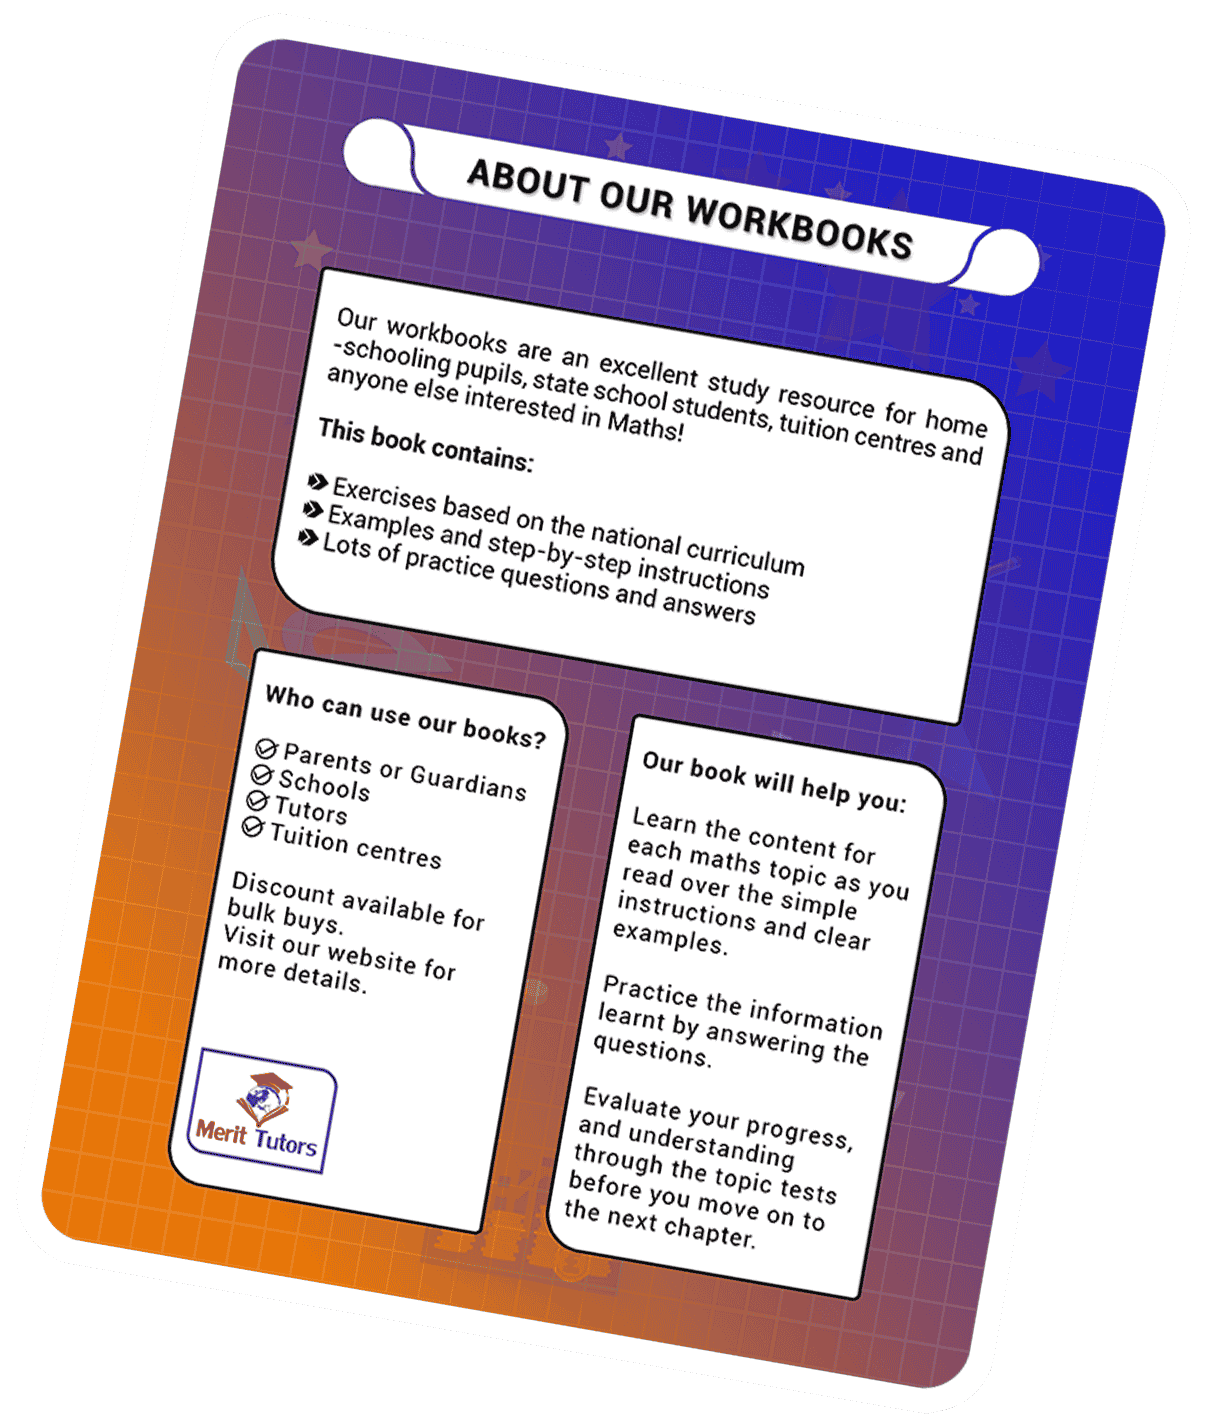 ABOUT OUR WORKBOOKS
Our workbooks are an excellent study resource for home
-schooling pupils, state school students, tuition centres and
anyone else interested in Maths!
This book contains:
Exercises based on the national curriculum
Examples and step-by-step instructions
Lots of practice questions and answers
Who can use our books?
Parents or Guardians
Schools
Tutors
Tuition centres
Discount available for
bulk buys.
Visit our website for
more details.
Merit Tutors
Our book will help you:
Learn the content for
each maths topic as you
read over the simple
instructions and clear
examples.
Practice the information
learnt by answering the
questions.
Evaluate your progress,
and understanding
through the topic tests
before you move on to
the next chapter.